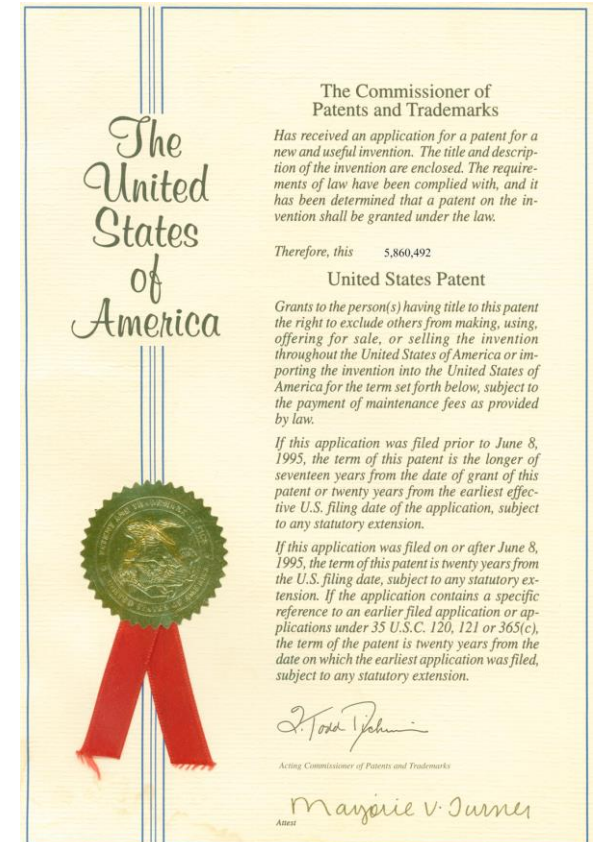 The
United
States
of
America
The Commissioner of
Patents and Trademarks
Has received an application for a patent for a
new and useful invention. The title and descrip-
tion of the invention are enclosed. The require-
ments of law have been complied with, and it
has been determined that a patent on the in-
vention shall be granted under the law.
Therefore, this 5,860,492
United States Patent
Grants to the person(s) having title to this patent
the right to exclude others from making, using,
offering for sale, or selling the invention
throughout the United States of America or im-
porting the invention into the United States of
America for the term set forth below, subject to
the payment of maintenance fees as provided
by law.
If this application was filed prior to June 8,
1995, the term of this patent is the longer of
seventeen years from the date of grant of this
patent or twenty years from the earliest effec-
tive U.S. filing date of the application, subject
to any statutory extension.
If this application was filed on or after June 8,
1995, the term of this patent is twenty years from
the U.S. filing date, subject to any statutory ex-
tension. If the application contains a specific
reference to an earlier filed application or ap-
plications under 35 U.S.C. 120, 121 or 365(c),
the term of the patent is twenty years from the
date on which the earliest application was filed,
subject to any statutory extension.
Acting Commissioner of Patents and Trademarks
Marjorie V. Turner
Attest